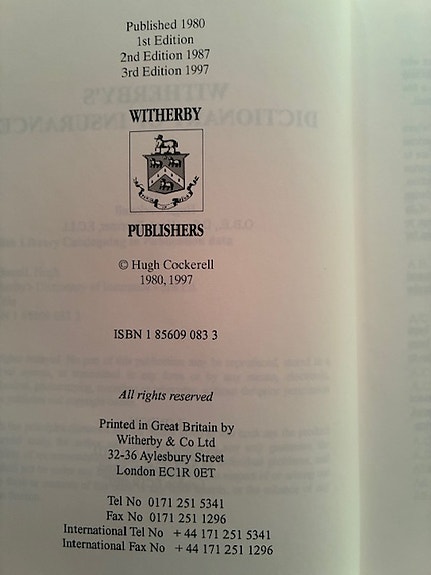 Published 1980
1st Edition
2nd Edition 1987
3rd Edition 1997
WITHERBY
PUBLISHERS
© Hugh Cockerell
1980, 1997
ISBN 1 85609 083 3
All rights reserved
Printed in Great Britain by
Witherby & Co Ltd
32-36 Aylesbury Street
London EC1R 0ET
Tel No 0171 251 5341
Fax No 0171 251 1296
International Tel No + 44 171 251 5341
International Fax No + 44 171 251 1296